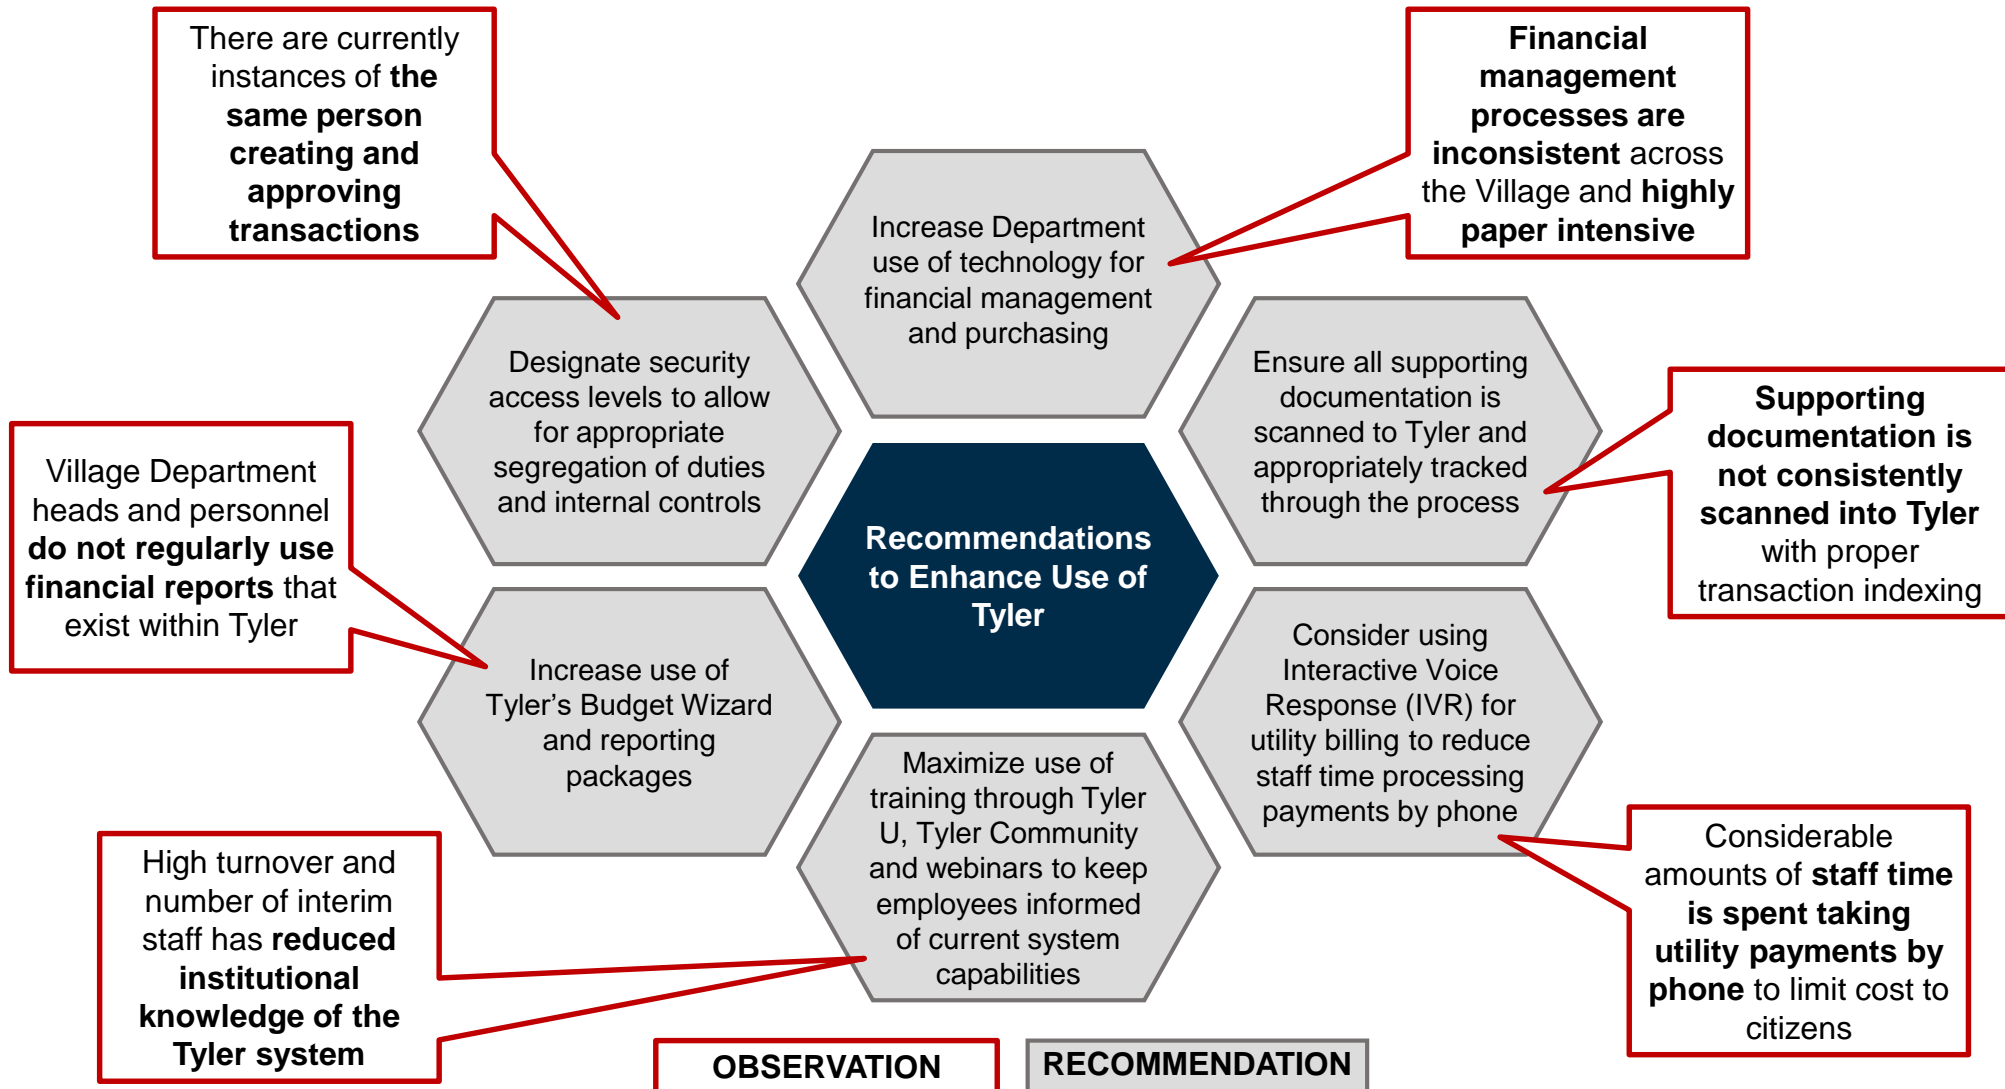 There are currently
instances of the
same person
creating and
approving
transactions
Financial
management
processes are
inconsistent across
the Village and highly
paper intensive
Increase Department
use of technology for
financial management
and purchasing
Designate security
access levels to allow
for appropriate
segregation of duties
and internal controls
Ensure all supporting
documentation is
scanned to Tyler and
appropriately tracked
through the process
Supporting
documentation is
not consistently
scanned into Tyler
with proper
transaction indexing
Village Department
heads and personnel
do not regularly use
financial reports that
exist within Tyler
Recommendations
to Enhance Use of
Tyler
Increase use of
Tyler’s Budget Wizard
and reporting
packages
Consider using
Interactive Voice
Response (IVR) for
utility billing to reduce
staff time processing
payments by phone
Maximize use of
training through Tyler
U, Tyler Community
and webinars to keep
employees informed
of current system
capabilities
High turnover and
number of interim
staff has reduced
institutional
knowledge of the
Tyler system
Considerable
amounts of staff time
is spent taking
utility payments by
phone to limit cost to
citizens
OBSERVATION
RECOMMENDATION